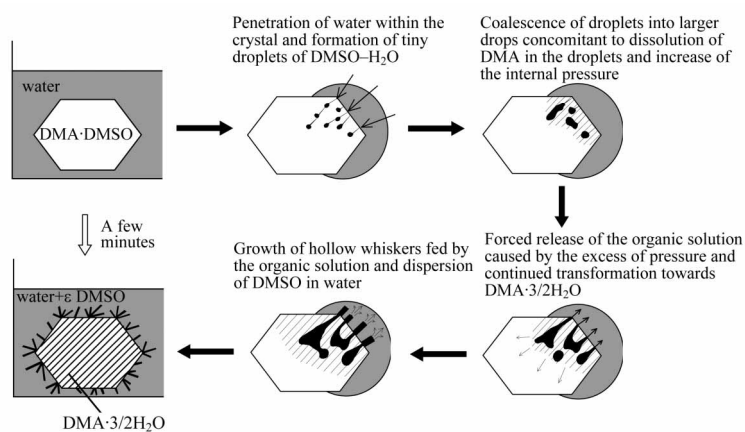 water
DMA·DMSO
Penetration of water within the
crystal and formation of tiny
droplets of DMSO–H₂O
Coalescence of droplets into larger
drops concomitant to dissolution of
DMA in the droplets and increase of
the internal pressure
Forced release of the organic solution
caused by the excess of pressure and
continued transformation towards
DMA·3/2H₂O
Growth of hollow whiskers fed by
the organic solution and dispersion
of DMSO in water
A few
minutes
water+ε DMSO
DMA·3/2H₂O